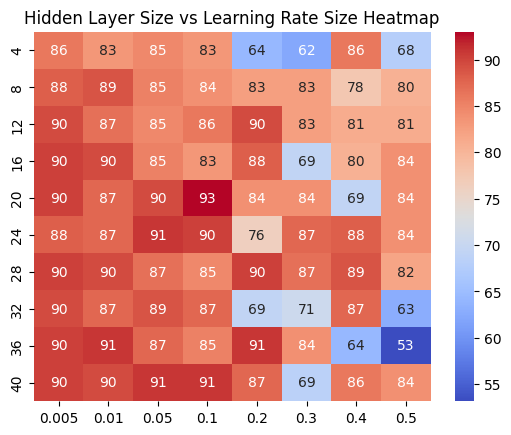 Hidden Layer Size vs Learning Rate Size Heatmap
4 86 83 85 83 64 62 86 68
8 88 89 85 84 83 83 78 80
12 90 87 85 86 90 83 81 81
16 90 90 85 83 88 69 80 84
20 90 87 90 93 84 84 69 84
24 88 87 91 90 76 87 88 84
28 90 90 87 85 90 87 89 82
32 90 87 89 87 69 71 87 63
36 90 91 87 85 91 84 64 53
40 90 90 91 91 87 69 86 84
0.005 0.01 0.05 0.1 0.2 0.3 0.4 0.5
90
85
80
75
70
65
60
55